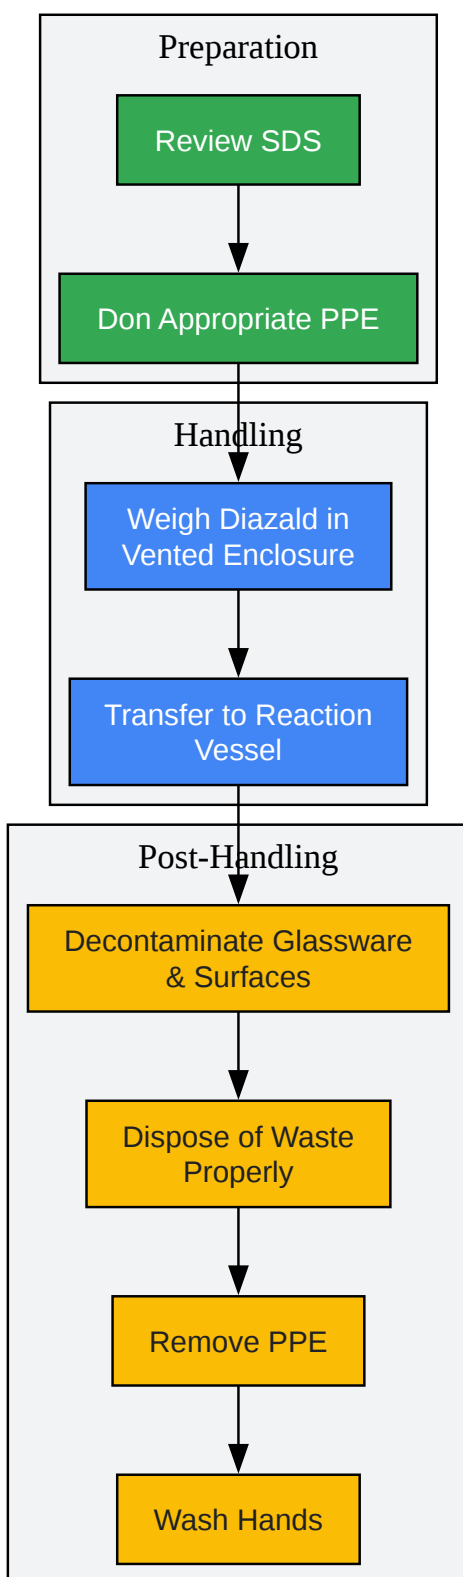 Preparation
Review SDS
Don Appropriate PPE
Handling
Weigh Diazald in
Vented Enclosure
Transfer to Reaction
Vessel
Post-Handling
Decontaminate Glassware
& Surfaces
Dispose of Waste
Properly
Remove PPE
Wash Hands